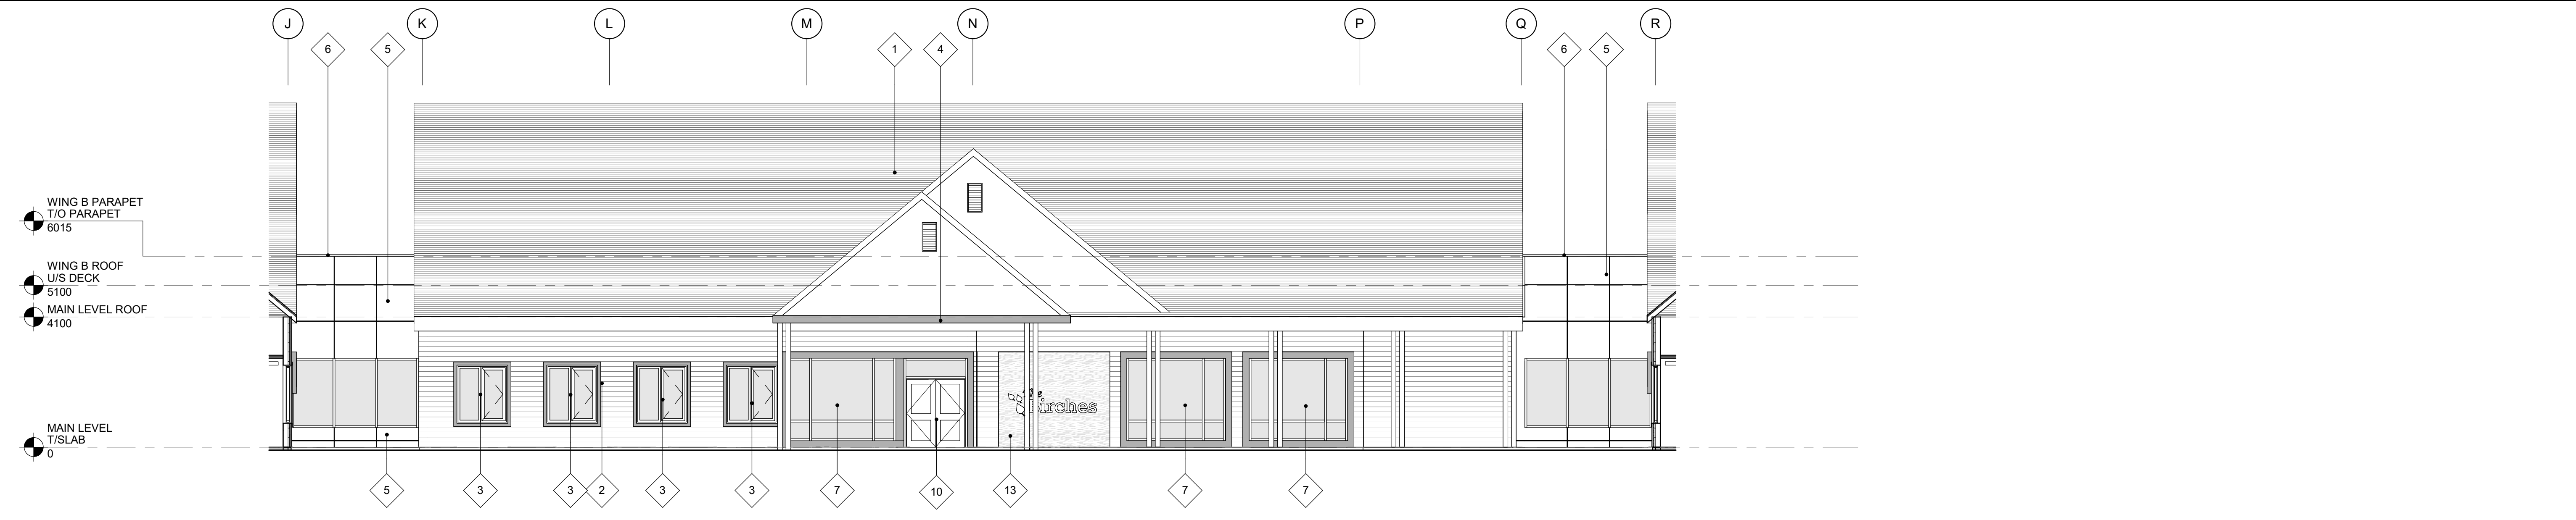 J K L M N P Q R
6 5 1 4 6 5
WING B PARAPET
T/O PARAPET
6015
WING B ROOF
U/S DECK
5100
MAIN LEVEL ROOF
4100
Birches
MAIN LEVEL
T/SLAB
0
5 3 3 2 3 3 7 10 13 7 7